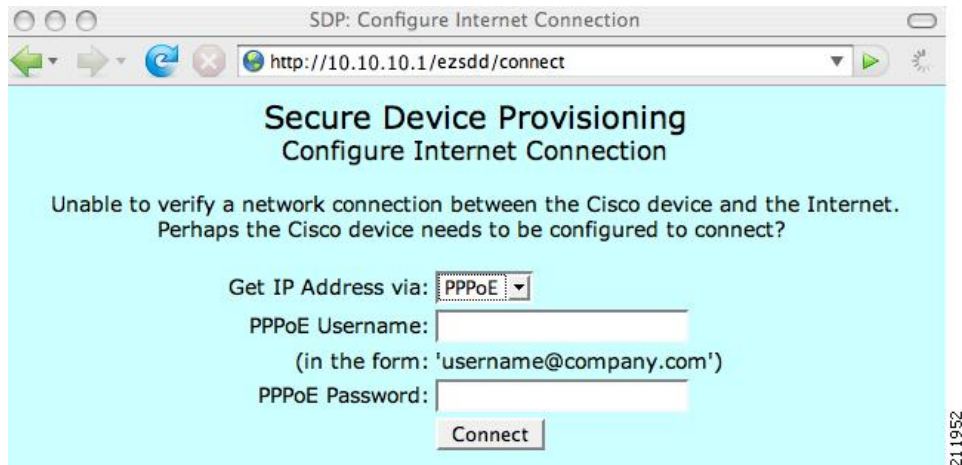 SDP: Configure Internet Connection
http://10.10.10.1/ezsdd/connect
Secure Device Provisioning
Configure Internet Connection
Unable to verify a network connection between the Cisco device and the Internet.
Perhaps the Cisco device needs to be configured to connect?
Get IP Address via: PPPoE
PPPoE Username:
(in the form: 'username@company.com')
PPPoE Password:
Connect
211952